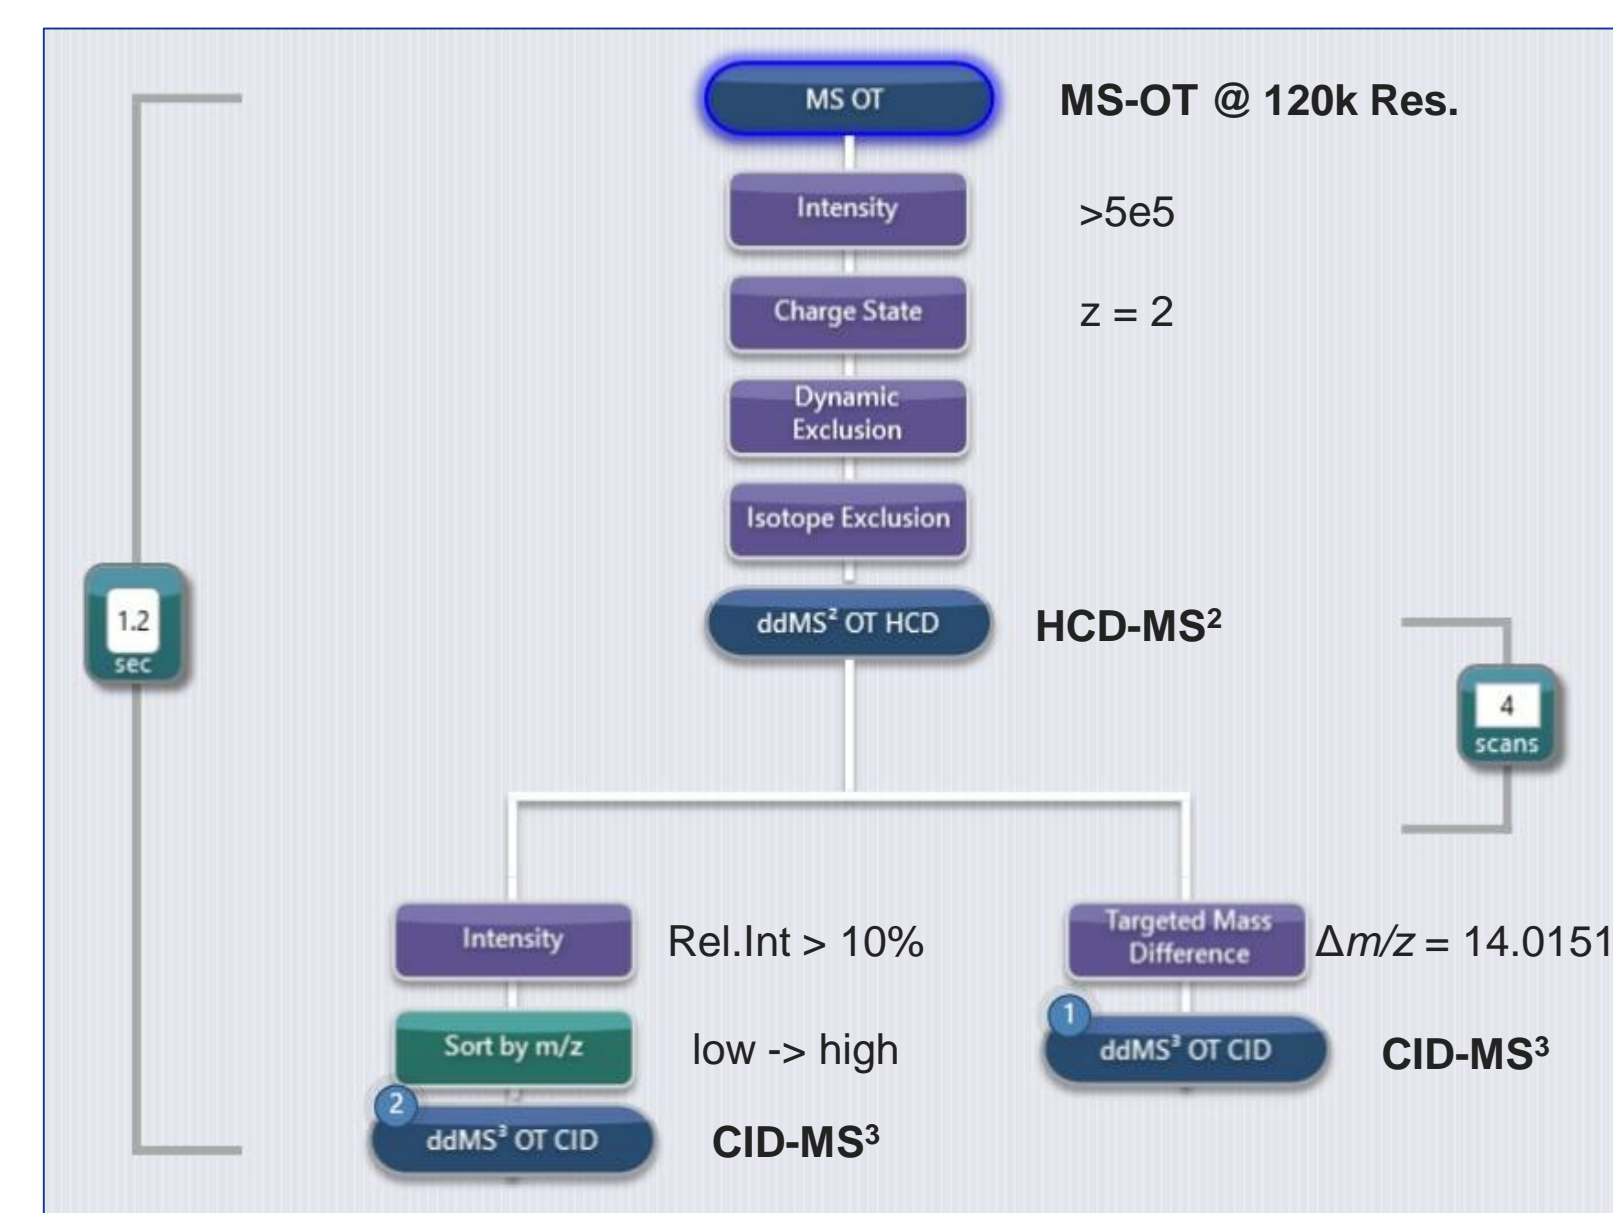 MS OT
MS-OT @ 120k Res.
Intensity
>5e5
Charge State
z = 2
Dynamic
Exclusion
Isotope Exclusion
1.2
sec
ddMS² OT HCD
HCD-MS²
4
scans
Intensity
Rel.Int > 10%
Targeted Mass
Difference
Δm/z = 14.0151
Sort by m/z
low -> high
1
ddMS³ OT CID
CID-MS³
2
ddMS³ OT CID
CID-MS³